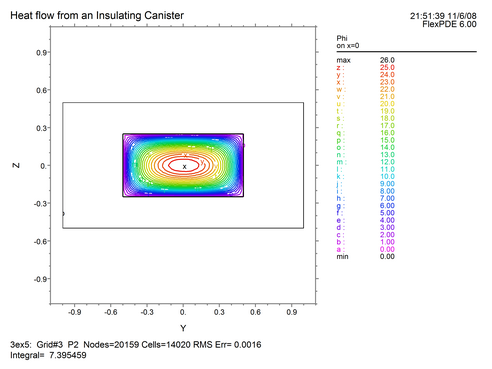 Heat flow from an Insulating Canister
21:51:39 11/6/08
FlexPDE 6.00
Phi
on x=0
max 26.0
z : 25.0
y : 24.0
x : 23.0
w : 22.0
v : 21.0
u : 20.0
t : 19.0
s : 18.0
r : 17.0
q : 16.0
p : 15.0
o : 14.0
n : 13.0
m : 12.0
l : 11.0
k : 10.0
j : 9.00
i : 8.00
h : 7.00
g : 6.00
f : 5.00
e : 4.00
d : 3.00
c : 2.00
b : 1.00
a : 0.00
min 0.00
0.9
0.6
0.3
0.
-0.3
-0.6
-0.9
Z
x
-0.9 -0.6 -0.3 0. 0.3 0.6 0.9
Y
3ex5: Grid#3 P2 Nodes=20159 Cells=14020 RMS Err= 0.0016
Integral= 7.395459